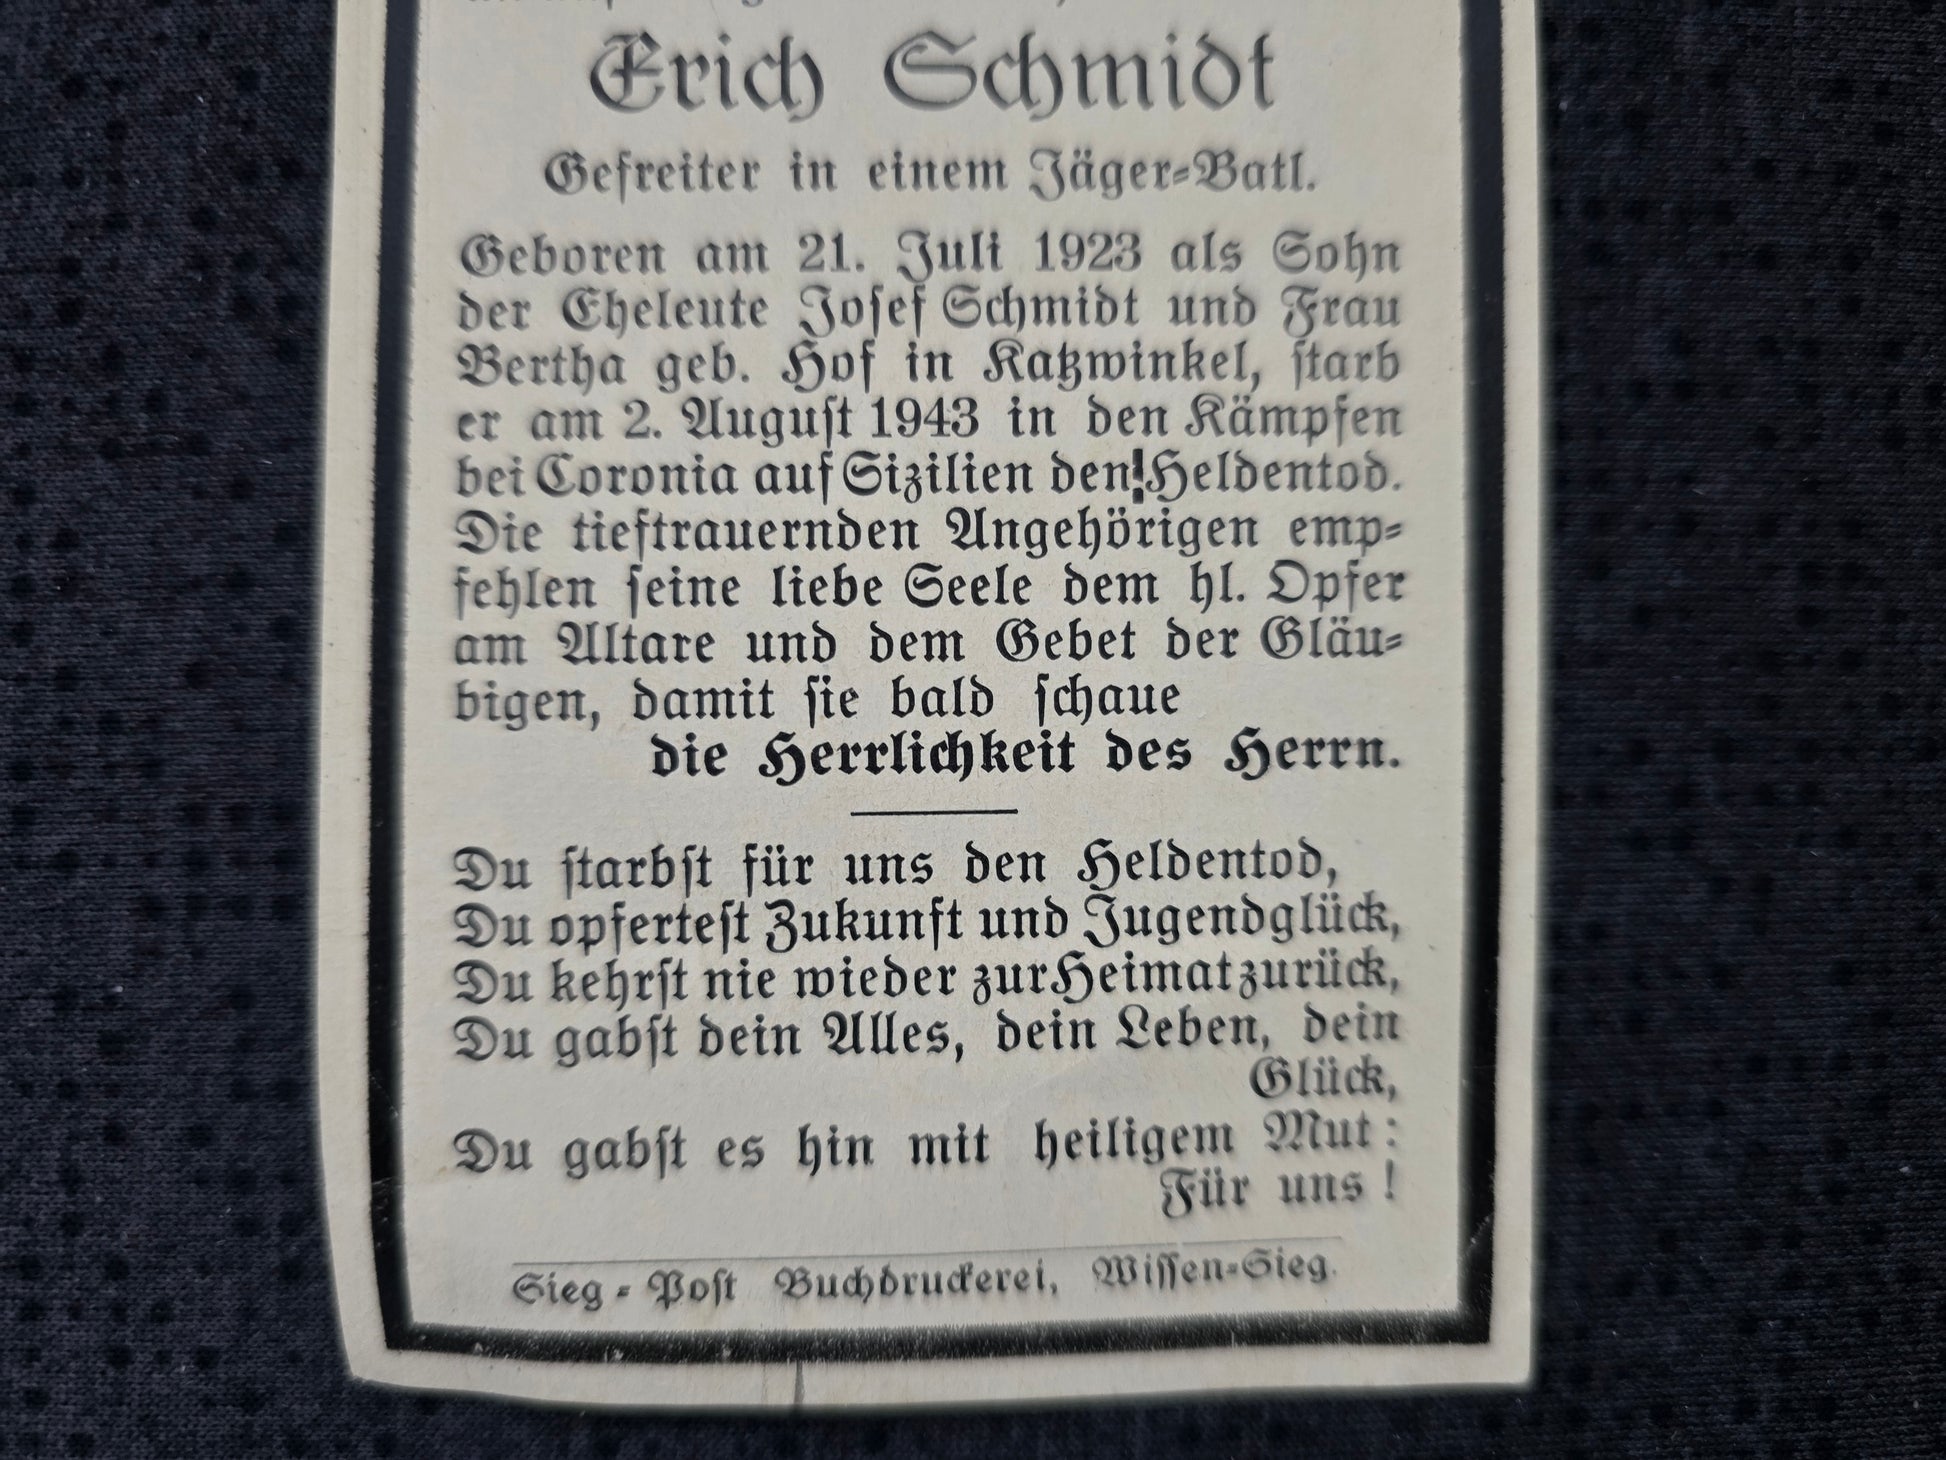 Erich Schmidt
Gefreiter in einem Jäger-Batl.
Geboren am 21. Juli 1923 als Sohn
der Eheleute Josef Schmidt und Frau
Bertha geb. Hof in Katzwinkel, starb
er am 2. August 1943 in den Kämpfen
bei Coronia auf Sizilien den Heldentod.
Die tieftrauernden Angehörigen emp-
fehlen seine liebe Seele dem hl. Opfer
am Altare und dem Gebet der Gläu-
bigen, damit sie bald schaue
die Herrlichkeit des Herrn.
Du starbst für uns den Heldentod,
Du opfertest Zukunft und Jugendglück,
Du kehrst nie wieder zur Heimat zurück,
Du gabst dein Alles, dein Leben, dein
Glück,
Du gabst es hin mit heiligem Mut:
Für uns!
Sieg-Post Buchdruckerei, Wissen-Sieg.